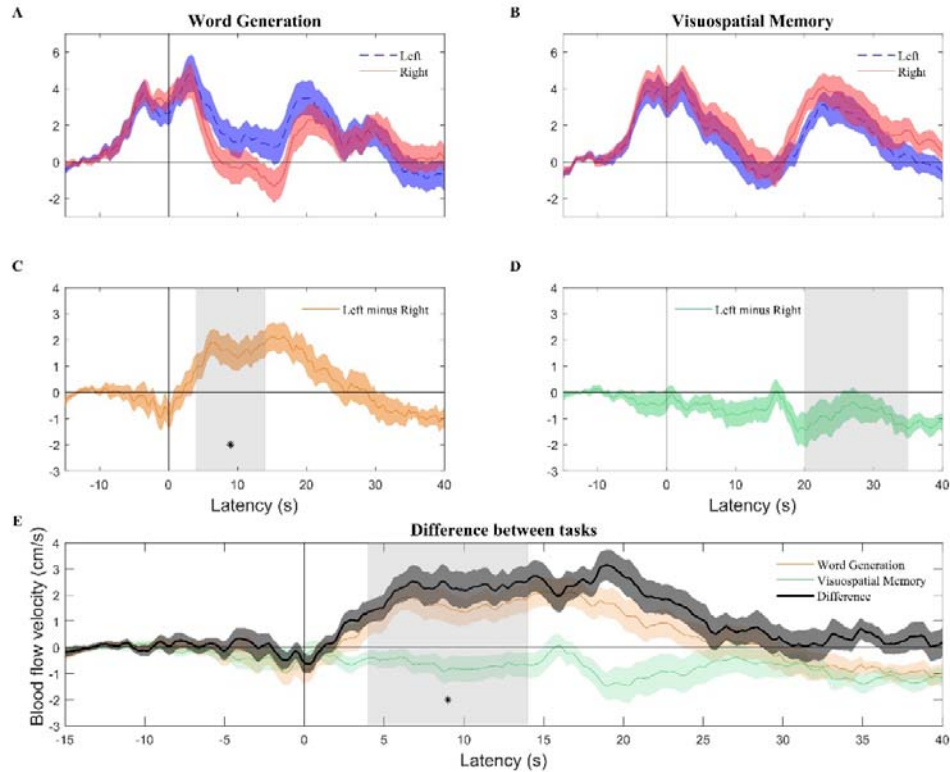 A
Word Generation
B
Visuospatial Memory
6
4
2
0
-2
Left
Right
6
4
2
0
-2
Left
Right
C
4
3
2
1
0
-1
-2
-3
Left minus Right
*
-10 0 10 20 30 40
Latency (s)
D
4
3
2
1
0
-1
-2
-3
Left minus Right
-10 0 10 20 30 40
Latency (s)
E
Difference between tasks
Blood flow velocity (cm/s)
4
3
2
1
0
-1
-2
-3
Word Generation
Visuospatial Memory
Difference
*
-15 -10 -5 0 5 10 15 20 25 30 35 40
Latency (s)